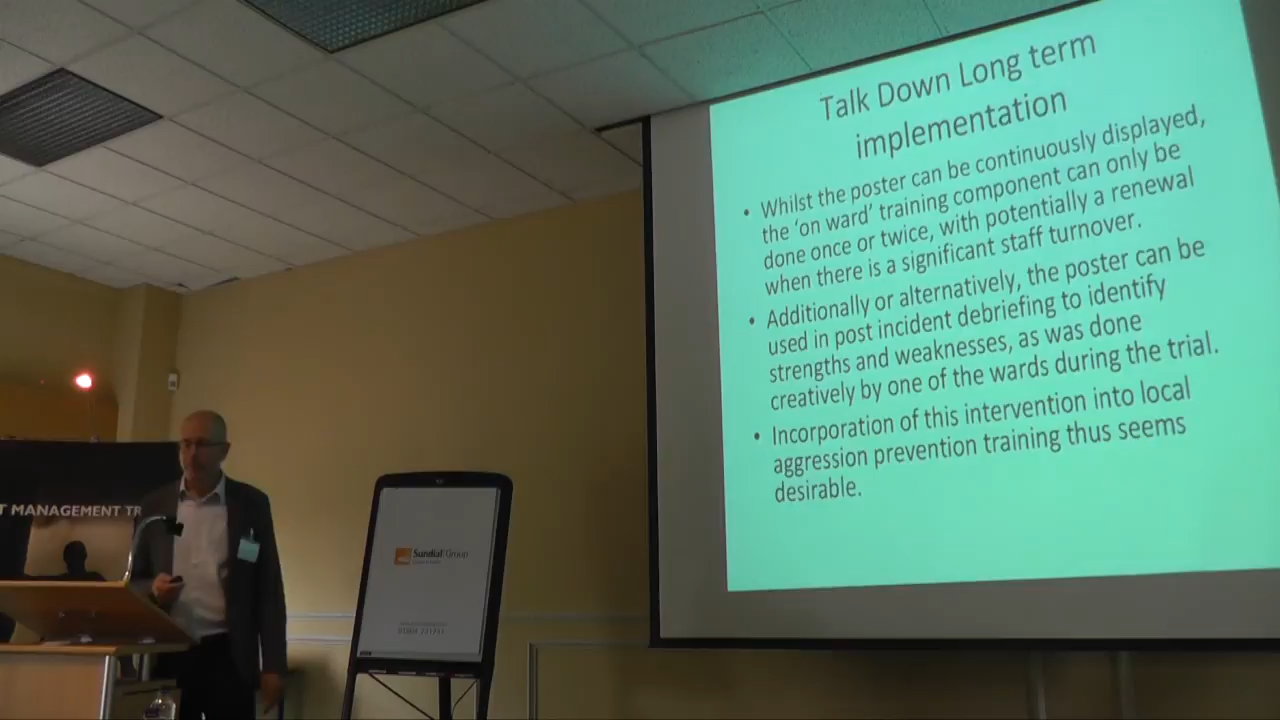 Talk Down Long term
implementation
• Whilst the poster can be continuously displayed,
the ‘on ward’ training component can only be
done once or twice, with potentially a renewal
when there is a significant staff turnover.
• Additionally or alternatively, the poster can be
used in post incident debriefing to identify
strengths and weaknesses, as was done
creatively by one of the wards during the trial.
• Incorporation of this intervention into local
aggression prevention training thus seems
desirable.
T MANAGEMENT TR
Sundial Group